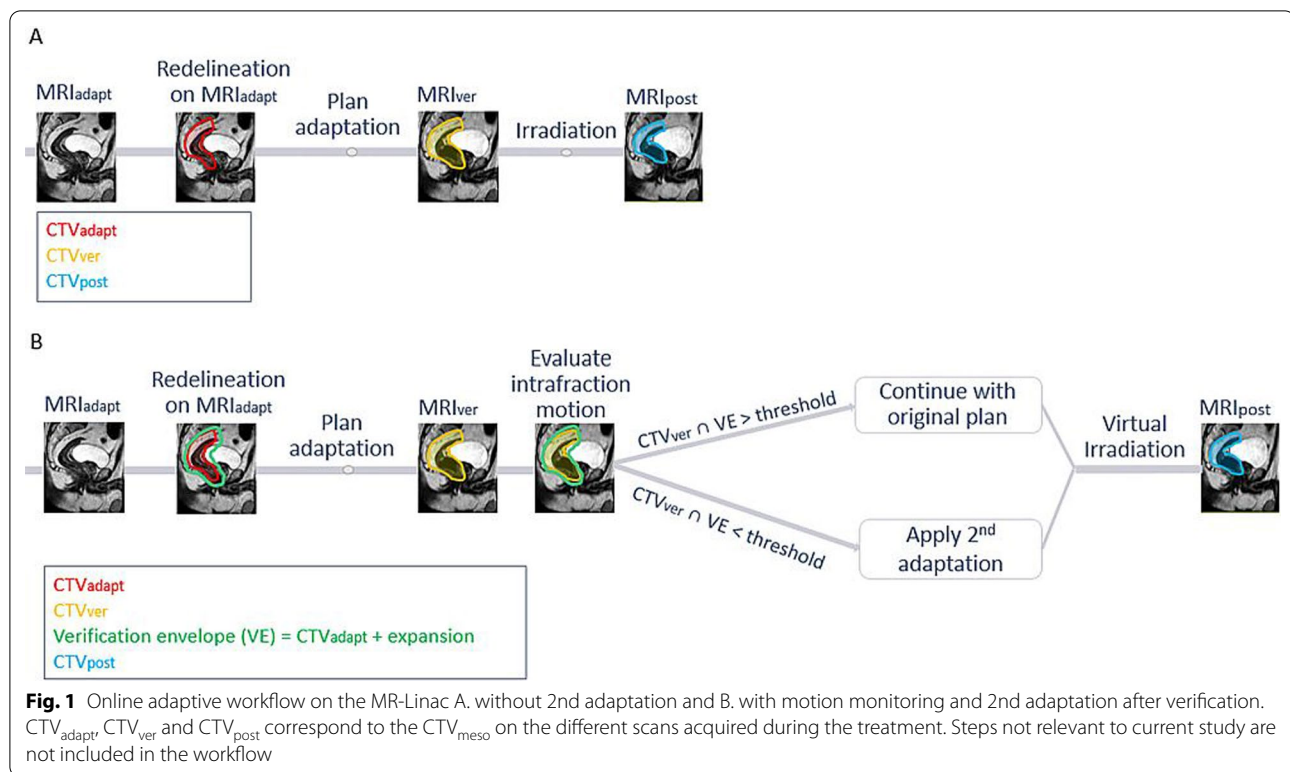 A
MRIadapt
Redelineation
on MRIadapt
Plan
adaptation
MRIver
Irradiation
MRIpost
CTVadapt
CTVver
CTVpost
B
MRIadapt
Redelineation
on MRIadapt
Plan
adaptation
MRIver
Evaluate
intrafraction
motion
CTVver ∩ VE > threshold
CTVver ∩ VE < threshold
Continue with
original plan
Apply 2nd
adaptation
Virtual
Irradiation
MRIpost
CTVadapt
CTVver
Verification envelope (VE) = CTVadapt + expansion
CTVpost
Fig. 1 Online adaptive workflow on the MR-Linac A. without 2nd adaptation and B. with motion monitoring and 2nd adaptation after verification.
CTVadapt, CTVver and CTVpost correspond to the CTVmeso on the different scans acquired during the treatment. Steps not relevant to current study are
not included in the workflow